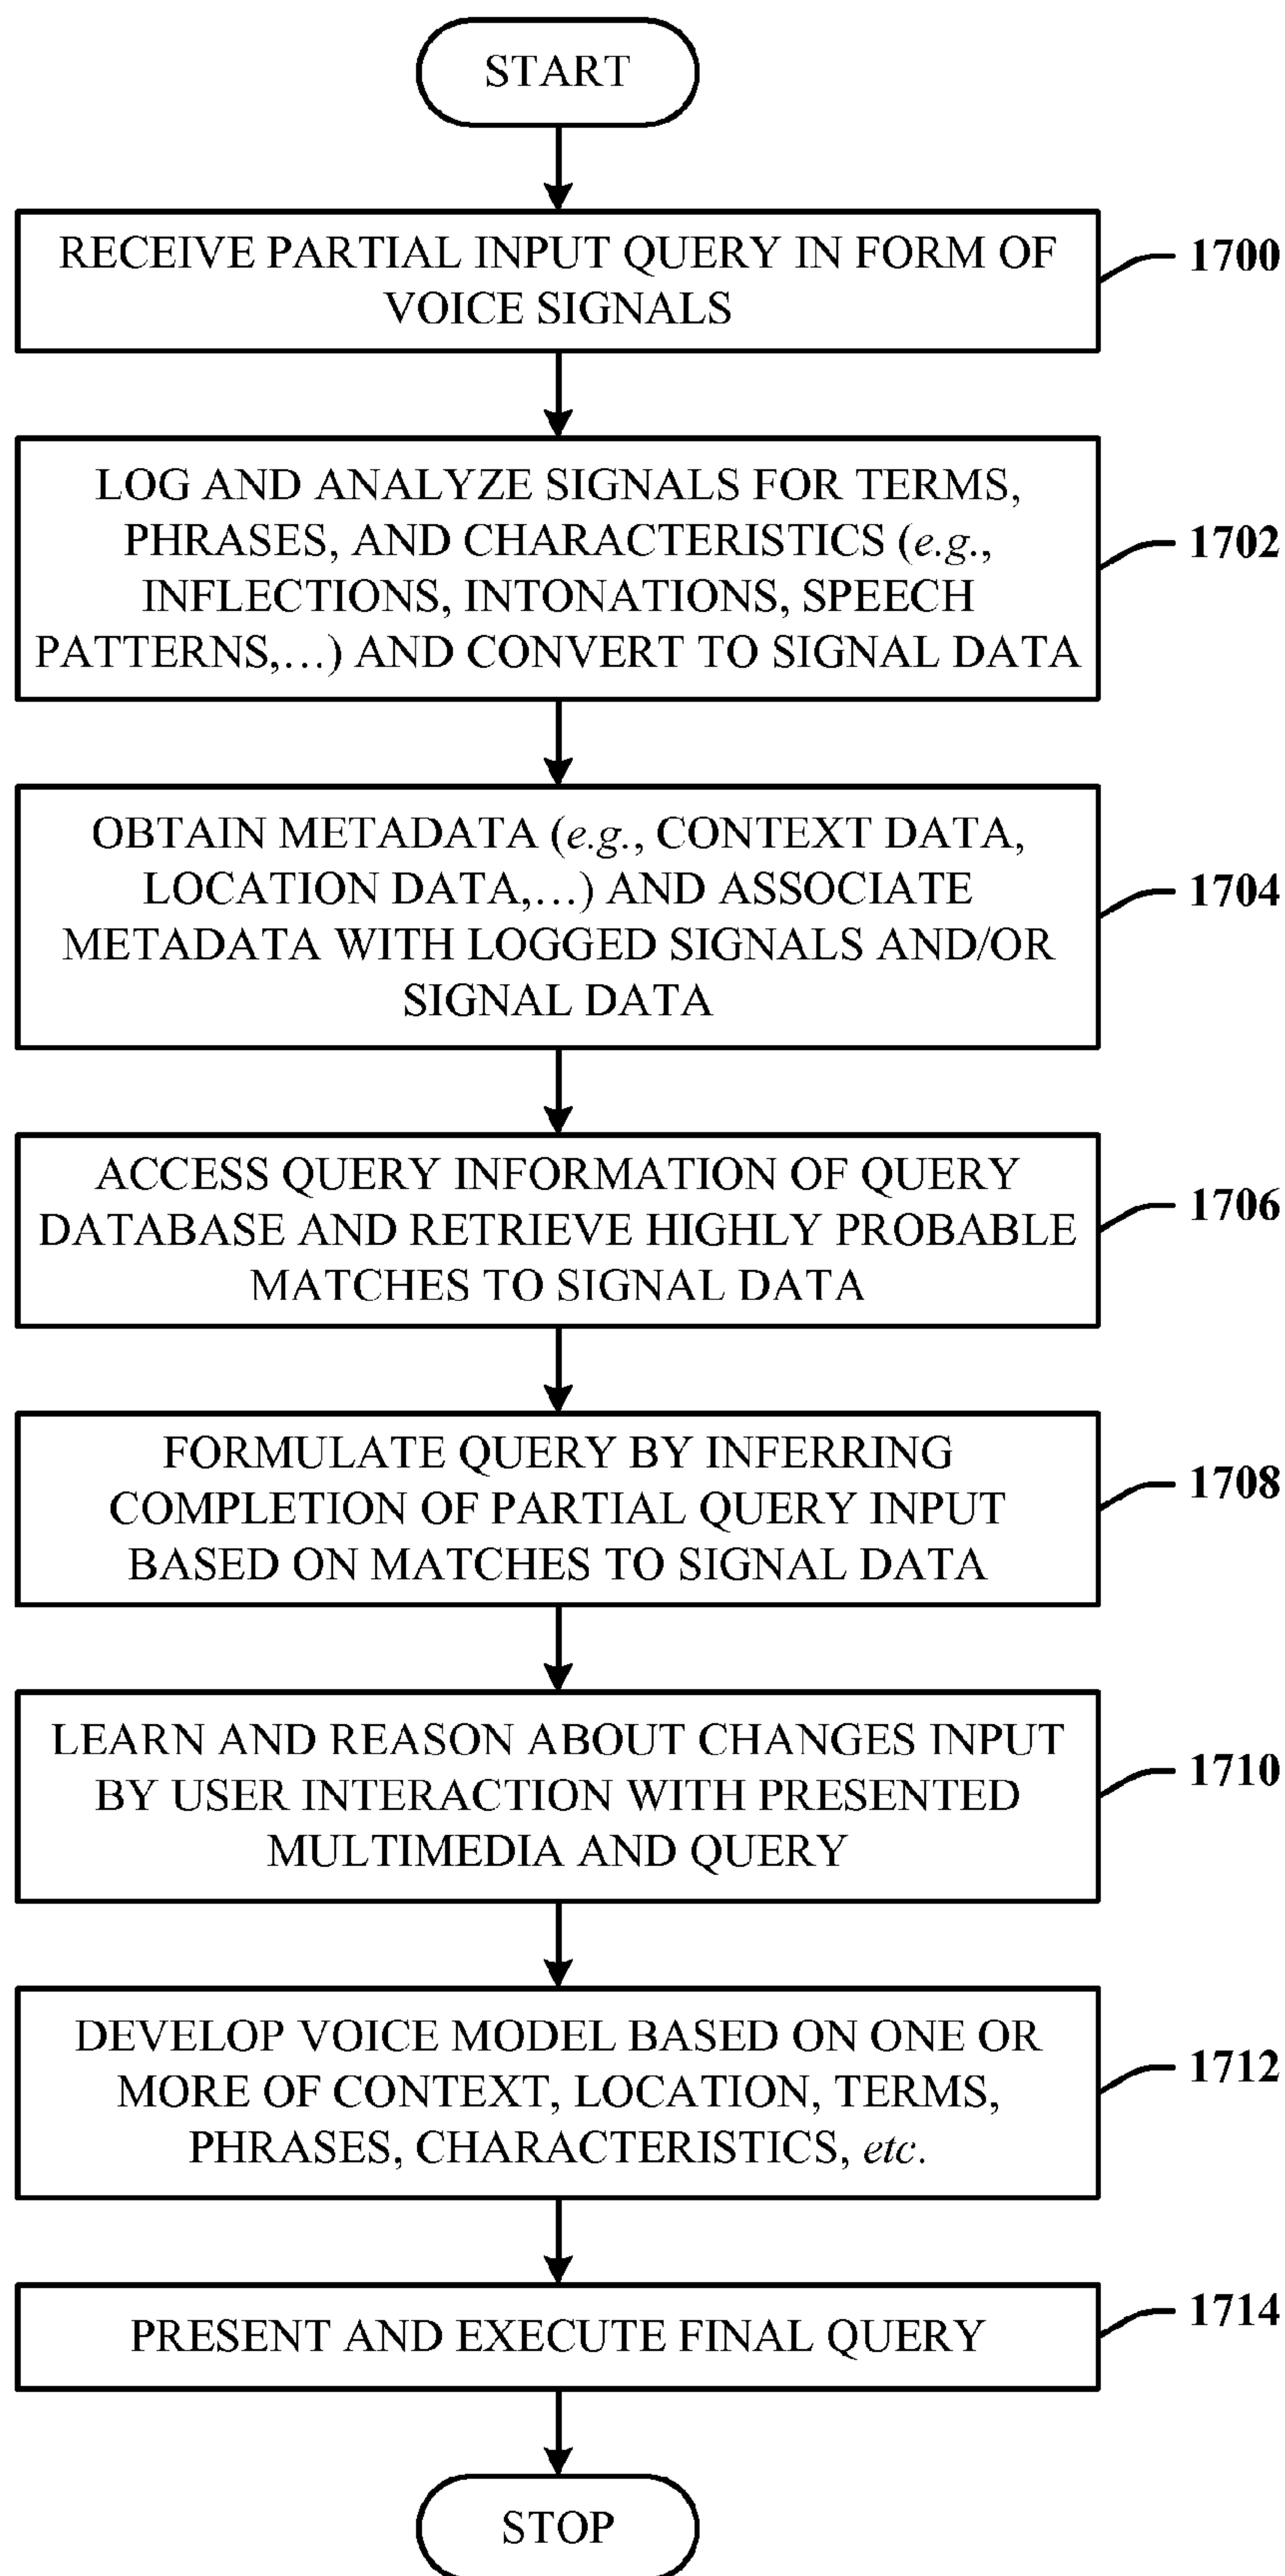 START
RECEIVE PARTIAL INPUT QUERY IN FORM OF
VOICE SIGNALS
1700
LOG AND ANALYZE SIGNALS FOR TERMS,
PHRASES, AND CHARACTERISTICS (e.g.,
INFLECTIONS, INTONATIONS, SPEECH
PATTERNS,...) AND CONVERT TO SIGNAL DATA
1702
OBTAIN METADATA (e.g., CONTEXT DATA,
LOCATION DATA,...) AND ASSOCIATE
METADATA WITH LOGGED SIGNALS AND/OR
SIGNAL DATA
1704
ACCESS QUERY INFORMATION OF QUERY
DATABASE AND RETRIEVE HIGHLY PROBABLE
MATCHES TO SIGNAL DATA
1706
FORMULATE QUERY BY INFERRING
COMPLETION OF PARTIAL QUERY INPUT
BASED ON MATCHES TO SIGNAL DATA
1708
LEARN AND REASON ABOUT CHANGES INPUT
BY USER INTERACTION WITH PRESENTED
MULTIMEDIA AND QUERY
1710
DEVELOP VOICE MODEL BASED ON ONE OR
MORE OF CONTEXT, LOCATION, TERMS,
PHRASES, CHARACTERISTICS, etc.
1712
PRESENT AND EXECUTE FINAL QUERY
1714
STOP